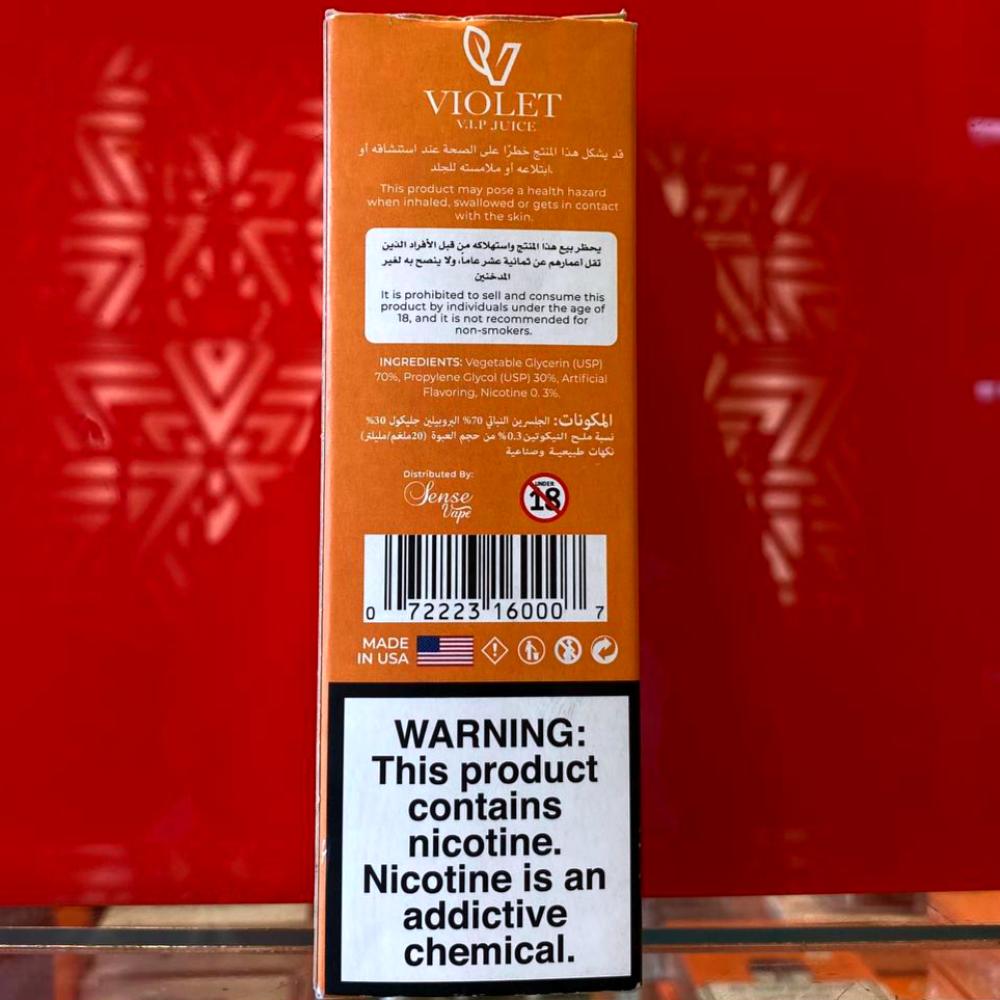 VIOLET
V.I.P JUICE
قد يشكل هذا المنتج خطرًا على الصحة عند استنشاقه أو
ابتلاعه أو ملامسته للجلد.
This product may pose a health hazard
when inhaled, swallowed or gets in contact
with the skin.
يحظر بيع هذا المنتج واستهلاكه من قبل الأفراد الذين
تقل اعمارهم عن ثمانية عشر عاماً، ولا ينصح به لغير
المدخنين
It is prohibited to sell and consume this
product by individuals under the age of
18, and it is not recommended for
non-smokers.
INGREDIENTS: Vegetable Glycerin (USP)
70%, Propylene Glycol (USP) 30%, Artificial
Flavoring, Nicotine 0. 3%.
المكونات: الجلسرين النباتي 70% البروبيلين جليكول 30%
نسبة ملح النيكوتين 0.3% من حجم العبوة (20ملغم/مليلتر)
نكهات طبيعية وصناعية
Distributed By:
Sense
Vape
UNDER
18
0 72223 16000 7
MADE
IN USA
WARNING:
This product
contains
nicotine.
Nicotine is an
addictive
chemical.